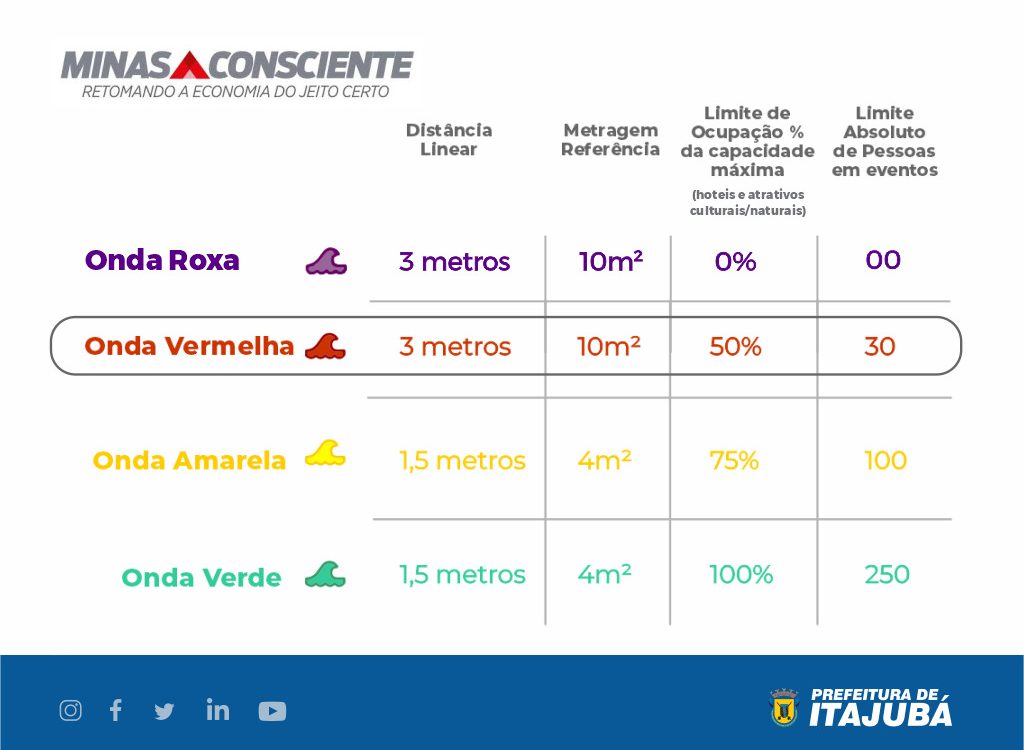 MINAS CONSCIENTE
RETOMANDO A ECONOMIA DO JEITO CERTO
Distância
Linear
Metragem
Referência
Limite de
Ocupação %
da capacidade
máxima
(hoteis e atrativos
culturais/naturais)
Limite
Absoluto
de Pessoas
em eventos
Onda Roxa 3 metros 10m² 0% 00
Onda Vermelha 3 metros 10m² 50% 30
Onda Amarela 1,5 metros 4m² 75% 100
Onda Verde 1,5 metros 4m² 100% 250
PREFEITURA DE
ITAJUBÁ